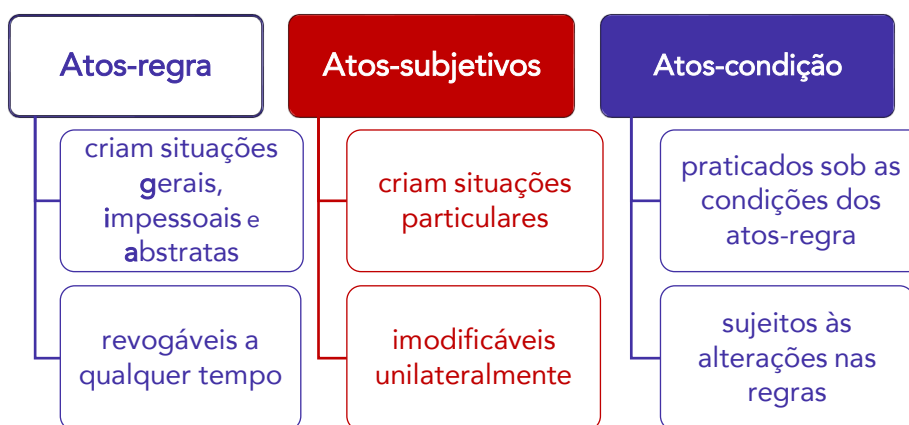 Atos-regra
criam situações
gerais,
impessoais e
abstratas
revogáveis a
qualquer tempo
Atos-subjetivos
criam situações
particulares
imodificáveis
unilateralmente
Atos-condição
praticados sob as
condições dos
atos-regra
sujeitos às
alterações nas
regras